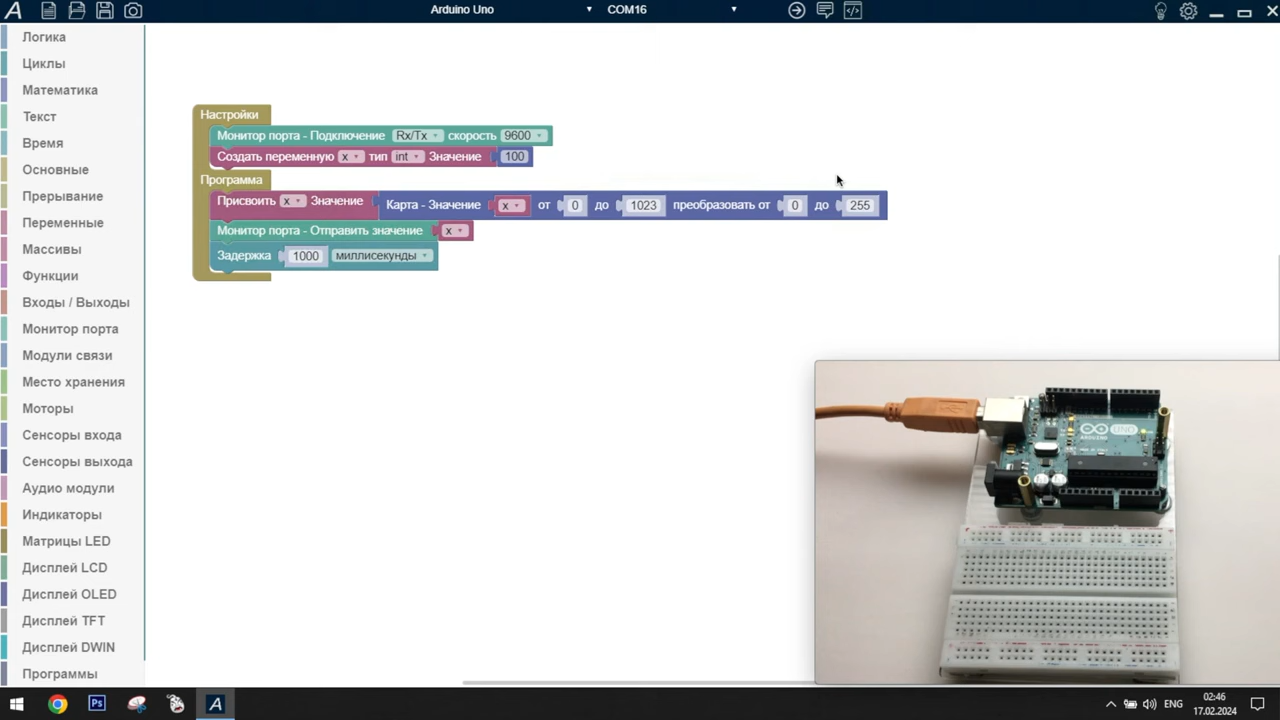 Arduino Uno COM16
Логика
Циклы
Математика
Текст
Время
Основные
Прерывание
Переменные
Массивы
Функции
Входы / Выходы
Монитор порта
Модули связи
Место хранения
Моторы
Сенсоры входа
Сенсоры выхода
Аудио модули
Индикаторы
Матрицы LED
Дисплей LCD
Дисплей OLED
Дисплей TFT
Дисплей DWIN
Программы
Настройки
Монитор порта - Подключение Rx/Tx скорость 9600
Создать переменную x тип int Значение 100
Программа
Присвоить x Значение Карта - Значение x от 0 до 1023 преобразовать от 0 до 255
Монитор порта - Отправить значение x
Задержка 1000 миллисекунды
UNO
A
Ps
A
ENG
02:46
17.02.2024